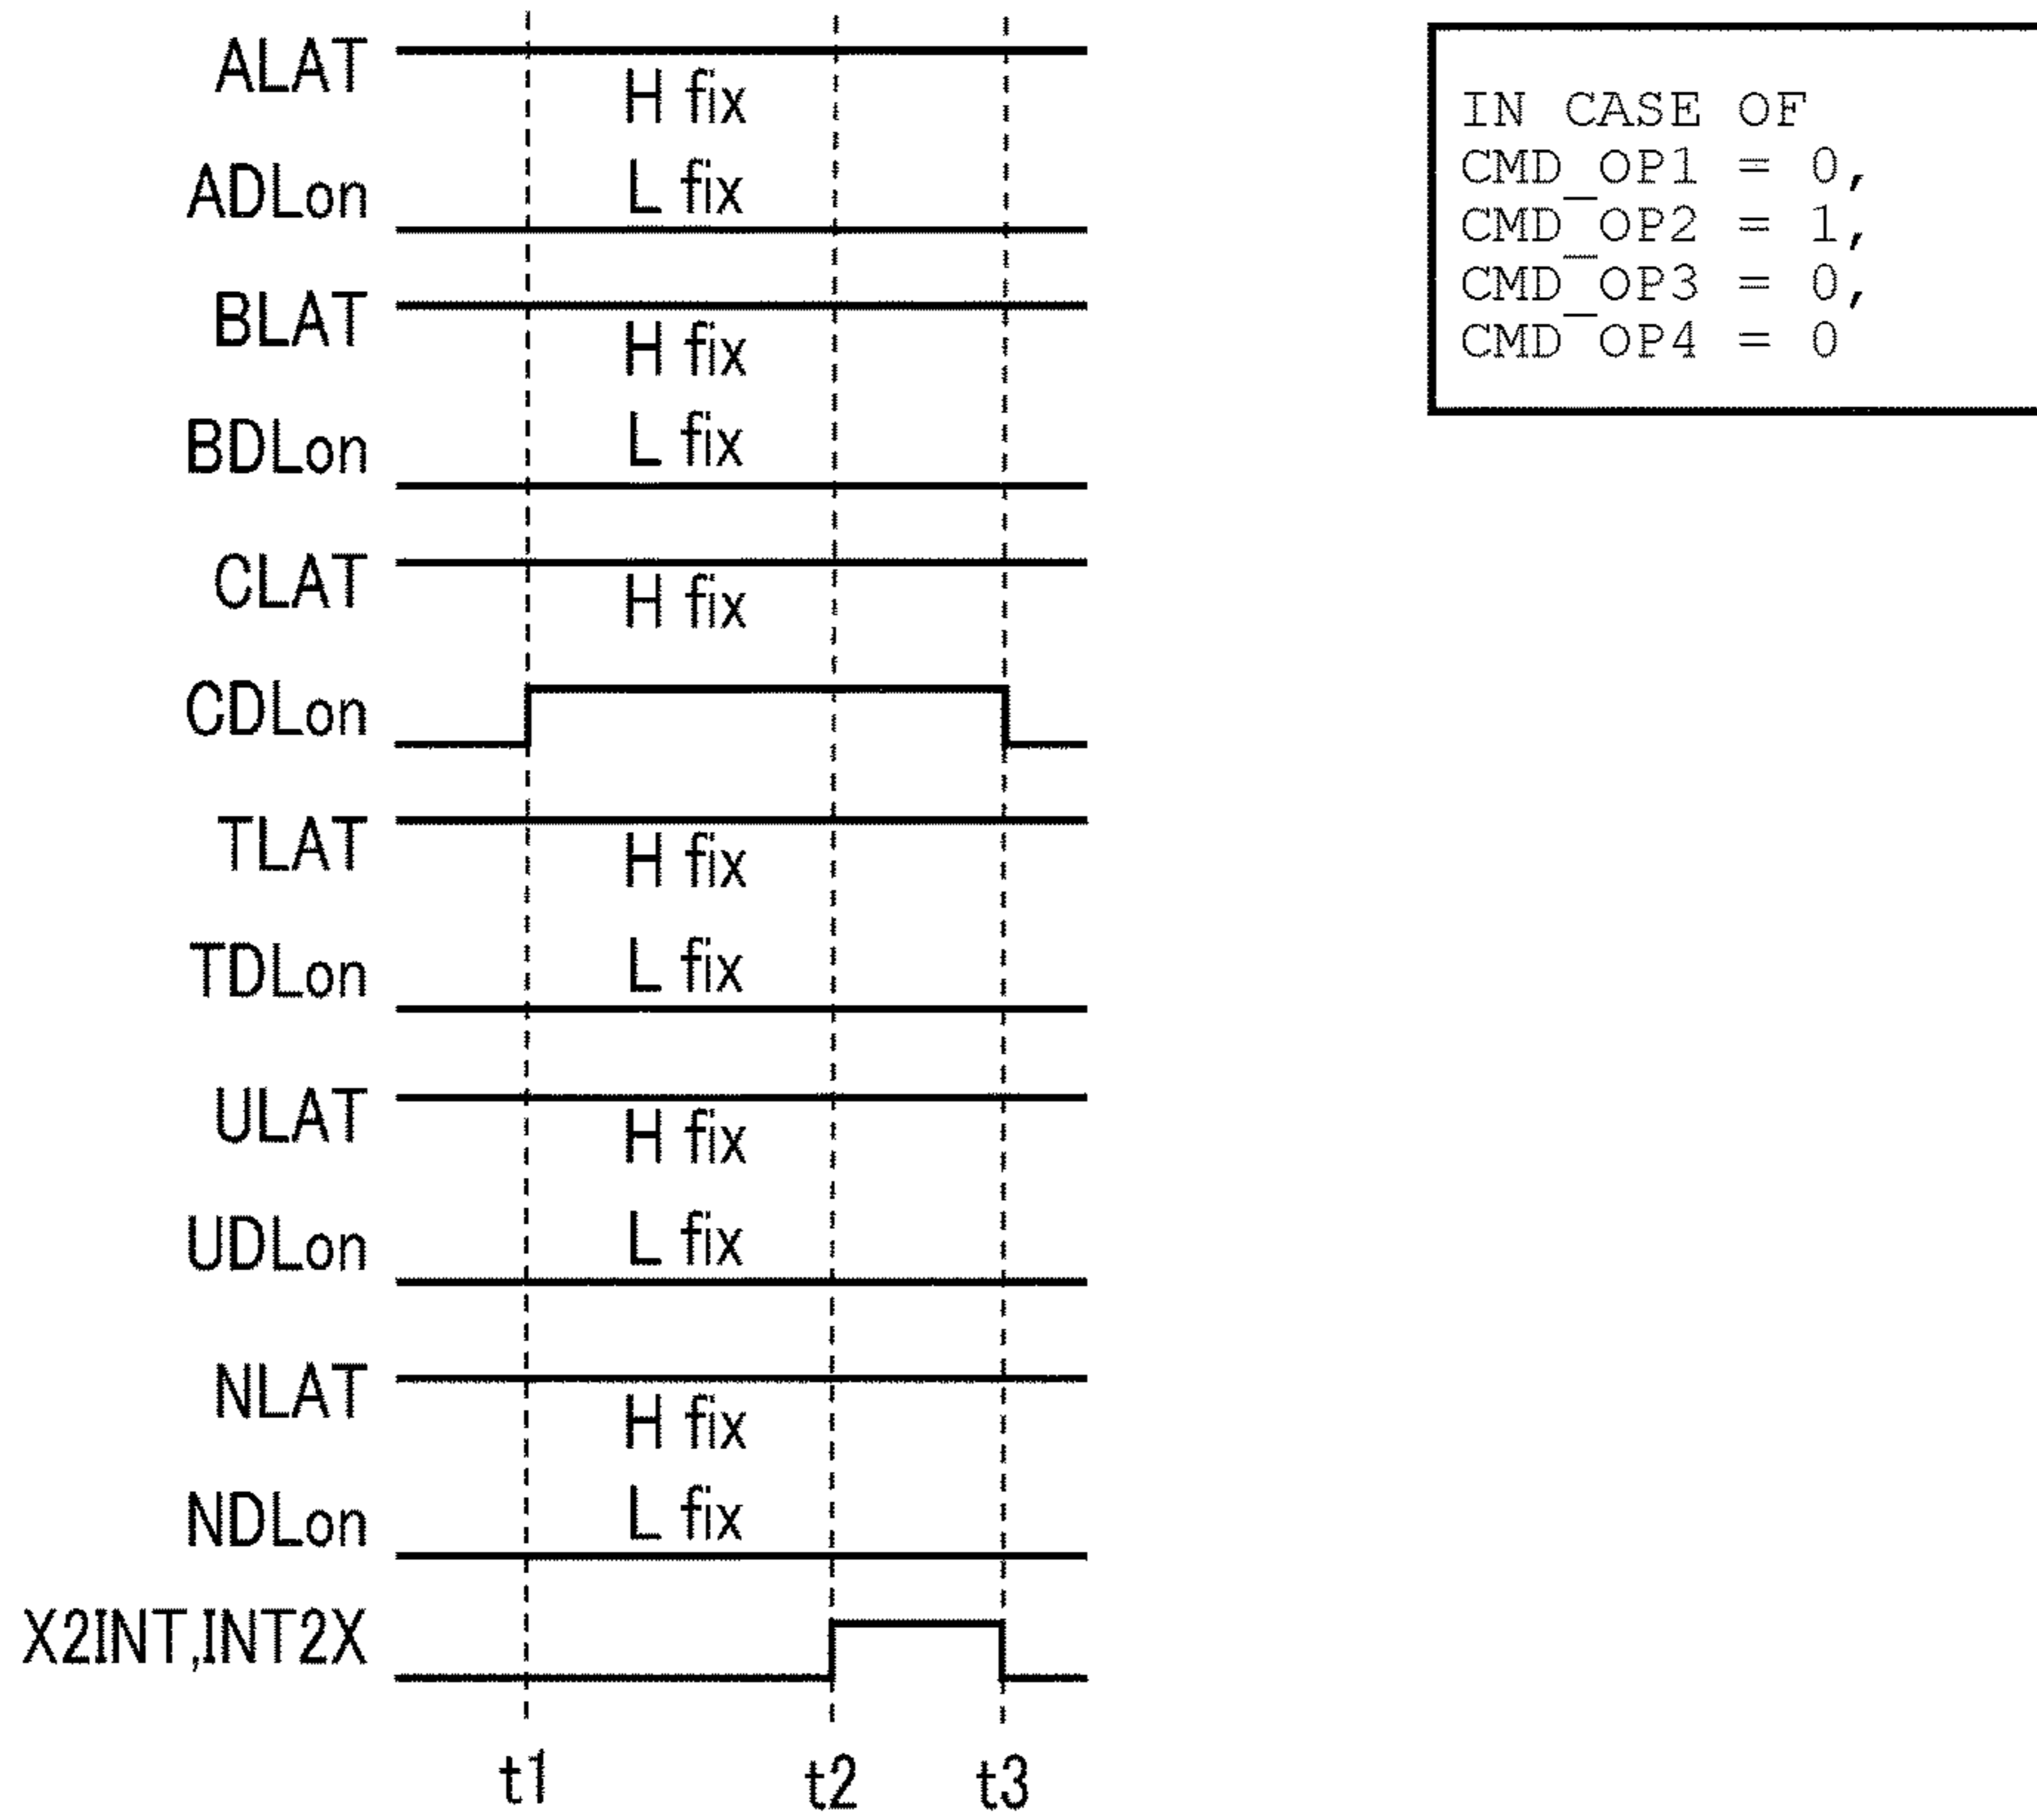 ALAT
H fix
ADLon
L fix
BLAT
H fix
BDLon
L fix
CLAT
H fix
CDLon
TLAT
H fix
TDLon
L fix
ULAT
H fix
UDLon
L fix
NLAT
H fix
NDLon
L fix
X2INT,INT2X
t1 t2 t3
IN CASE OF
CMD_OP1 = 0,
CMD_OP2 = 1,
CMD_OP3 = 0,
CMD_OP4 = 0